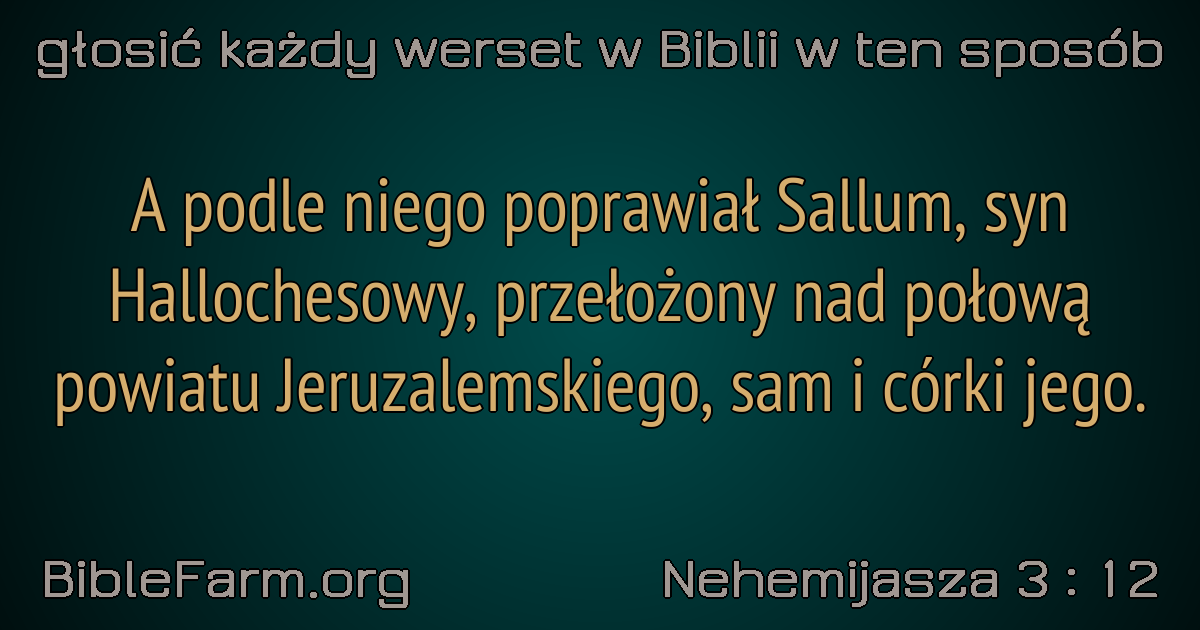 głosić każdy werset w Biblii w ten sposób
A podle niego poprawiał Sallum, syn
Hallochesowy, przełożony nad połową
powiatu Jeruzalemskiego, sam i córki jego.
BibleFarm.org
Nehemijasza 3 : 12